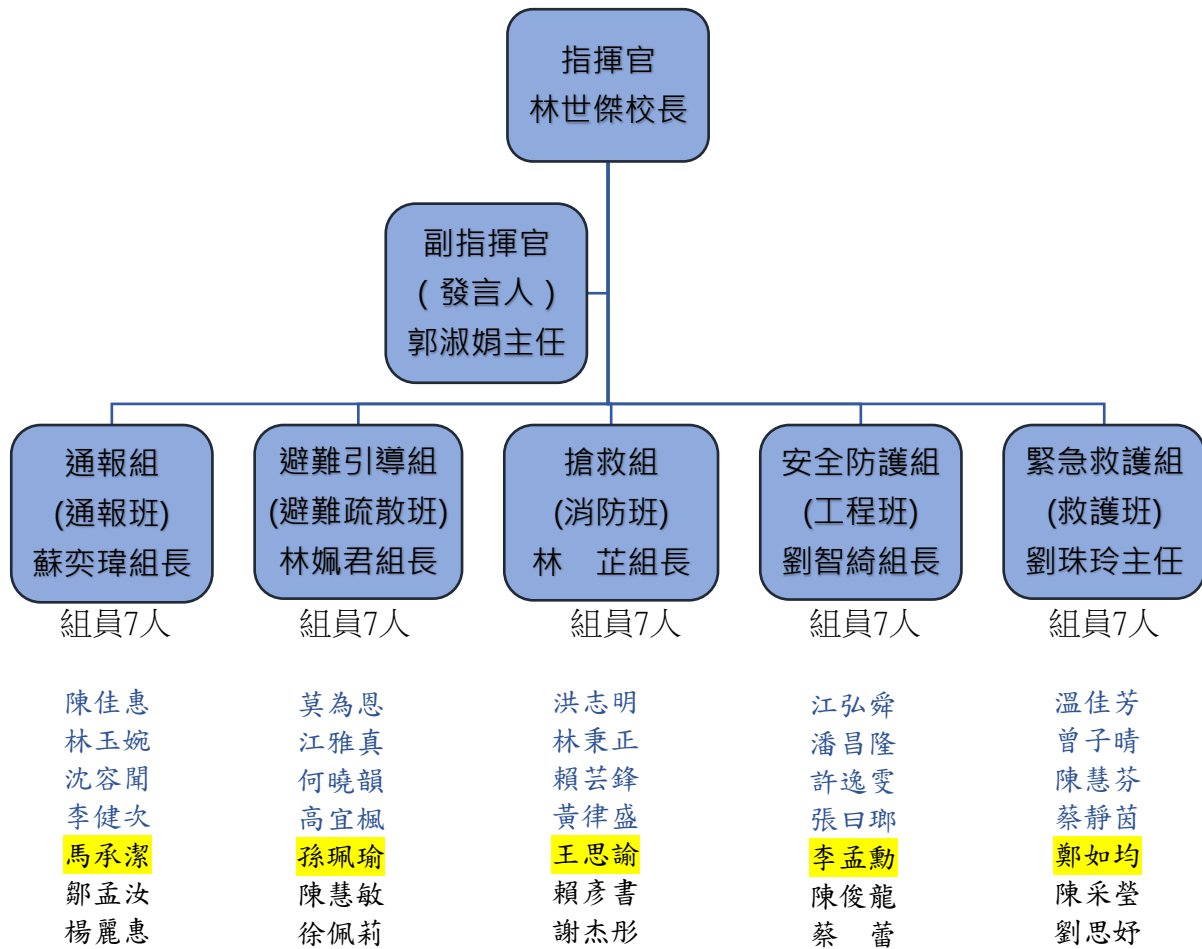 指揮官
林世傑校長
副指揮官
(發言人)
郭淑娟主任
通報組
(通報班)
蘇奕瑋組長
組員7人
陳佳惠
林玉婉
沈容聞
李健次
馬承潔
鄒孟汝
楊麗惠
避難引導組
(避難疏散班)
林姵君組長
組員7人
莫為恩
江雅真
何曉韻
高宜楓
孫珮瑜
陳慧敏
徐佩莉
搶救組
(消防班)
林　芷組長
組員7人
洪志明
林秉正
賴芸鋒
黃律盛
王思諭
賴彥書
謝杰彤
安全防護組
(工程班)
劉智綺組長
組員7人
江弘舜
潘昌隆
許逸雯
張曰瑯
李孟勳
陳俊龍
蔡　蕾
緊急救護組
(救護班)
劉珠玲主任
組員7人
溫佳芳
曾子晴
陳慧芬
蔡靜茵
鄭如均
陳采瑩
劉思妤